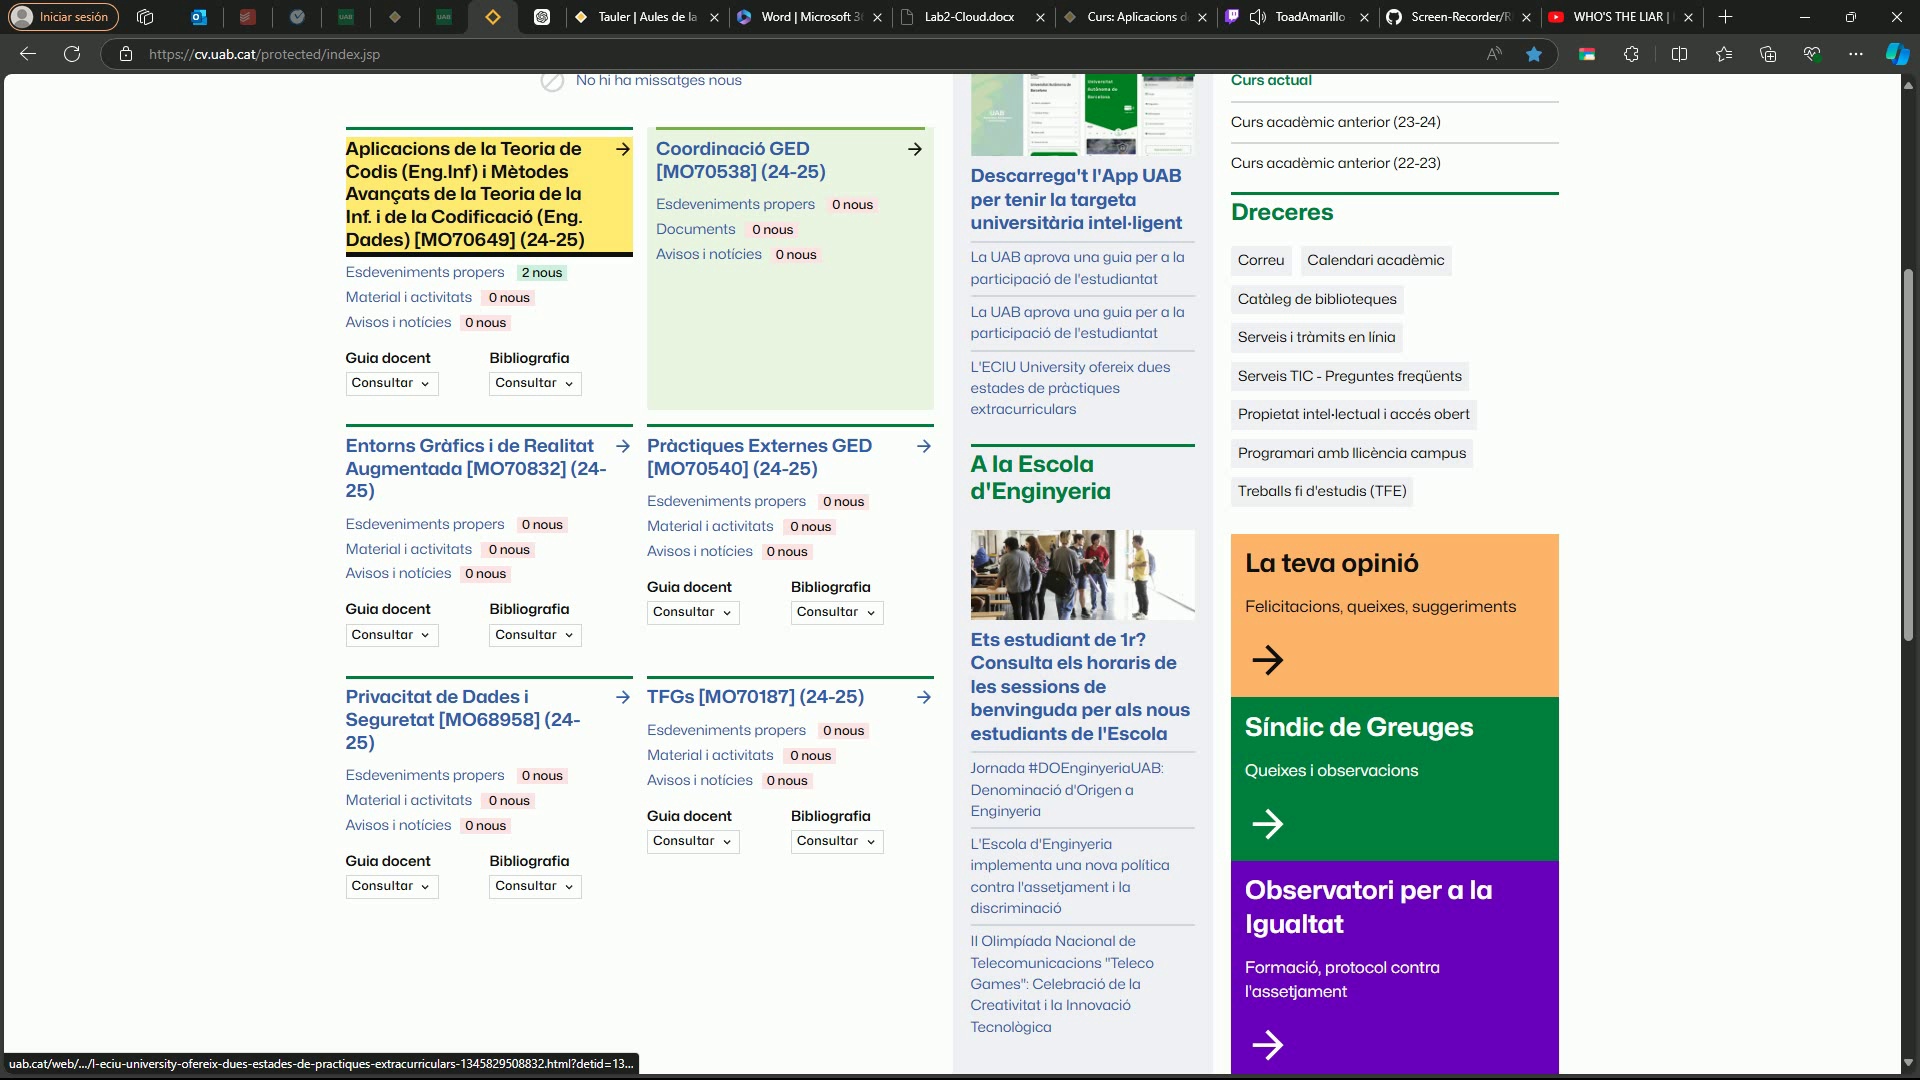 Iniciar sesión
Tauler | Aules de la
Word | Microsoft 3
Lab2-Cloud.docx
Curs: Aplicacions d
ToadAmarillo
Screen-Recorder/R
WHO'S THE LIAR |
https://cv.uab.cat/protected/index.jsp
No hi ha missatges nous
Aplicacions de la Teoria de
Codis (Eng.Inf) i Mètodes
Avançats de la Teoria de la
Inf. i de la Codificació (Eng.
Dades) [MO70649] (24-25)
Esdeveniments propers 2 nous
Material i activitats 0 nous
Avisos i notícies 0 nous
Guia docent Bibliografia
Consultar Consultar
Coordinació GED
[MO70538] (24-25)
Esdeveniments propers 0 nous
Documents 0 nous
Avisos i notícies 0 nous
Entorns Gràfics i de Realitat
Augmentada [MO70832] (24-
25)
Esdeveniments propers 0 nous
Material i activitats 0 nous
Avisos i notícies 0 nous
Guia docent Bibliografia
Consultar Consultar
Pràctiques Externes GED
[MO70540] (24-25)
Esdeveniments propers 0 nous
Material i activitats 0 nous
Avisos i notícies 0 nous
Guia docent Bibliografia
Consultar Consultar
Privacitat de Dades i
Seguretat [MO68958] (24-
25)
Esdeveniments propers 0 nous
Material i activitats 0 nous
Avisos i notícies 0 nous
Guia docent Bibliografia
Consultar Consultar
TFGs [MO70187] (24-25)
Esdeveniments propers 0 nous
Material i activitats 0 nous
Avisos i notícies 0 nous
Guia docent Bibliografia
Consultar Consultar
Descarrega't l'App UAB
per tenir la targeta
universitària intel·ligent
La UAB aprova una guia per a la
participació de l'estudiantat
La UAB aprova una guia per a la
participació de l'estudiantat
L'ECIU University ofereix dues
estades de pràctiques
extracurriculars
A la Escola
d'Enginyeria
Ets estudiant de 1r?
Consulta els horaris de
les sessions de
benvinguda per als nous
estudiants de l'Escola
Jornada #DOEnginyeriaUAB:
Denominació d'Origen a
Enginyeria
L'Escola d'Enginyeria
implementa una nova política
contra l'assetjament i la
discriminació
II Olimpíada Nacional de
Telecomunicacions "Teleco
Games": Celebració de la
Creativitat i la Innovació
Tecnològica
Curs actual
Curs acadèmic anterior (23-24)
Curs acadèmic anterior (22-23)
Dreceres
Correu Calendari acadèmic
Catàleg de biblioteques
Serveis i tràmits en línia
Serveis TIC - Preguntes freqüents
Propietat intel·lectual i accés obert
Programari amb llicència campus
Treballs fi d'estudis (TFE)
La teva opinió
Felicitacions, queixes, suggeriments
Síndic de Greuges
Queixes i observacions
Observatori per a la
Igualtat
Formació, protocol contra
l'assetjament
uab.cat/web/.../l-eciu-university-ofereix-dues-estades-de-practiques-extracurriculars-1345829508832.html?detid=13...